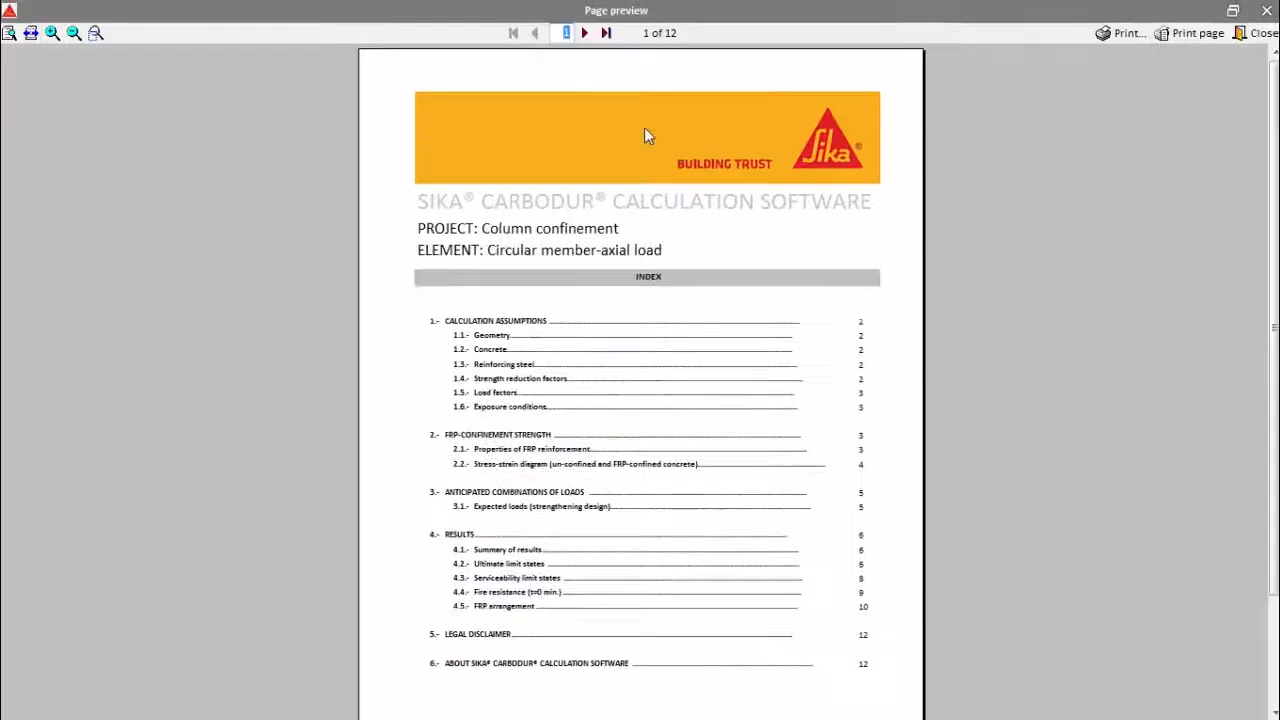 Page preview
1
1 of 12
Print...
Print page
Close
Sika®
BUILDING TRUST
SIKA® CARBODUR® CALCULATION SOFTWARE
PROJECT: Column confinement
ELEMENT: Circular member-axial load
INDEX
1.- CALCULATION ASSUMPTIONS 2
1.1.- Geometry 2
1.2.- Concrete 2
1.3.- Reinforcing steel 2
1.4.- Strength reduction factors 2
1.5.- Load factors 3
1.6.- Exposure conditions 3
2.- FRP-CONFINEMENT STRENGTH 3
2.1.- Properties of FRP reinforcement 3
2.2.- Stress-strain diagram (un-confined and FRP-confined concrete) 4
3.- ANTICIPATED COMBINATIONS OF LOADS 5
3.1.- Expected loads (strengthening design) 5
4.- RESULTS 6
4.1.- Summary of results 6
4.2.- Ultimate limit states 6
4.3.- Serviceability limit states 8
4.4.- Fire resistance (t=0 min.) 9
4.5.- FRP arrangement 10
5.- LEGAL DISCLAIMER 12
6.- ABOUT SIKA® CARBODUR® CALCULATION SOFTWARE 12